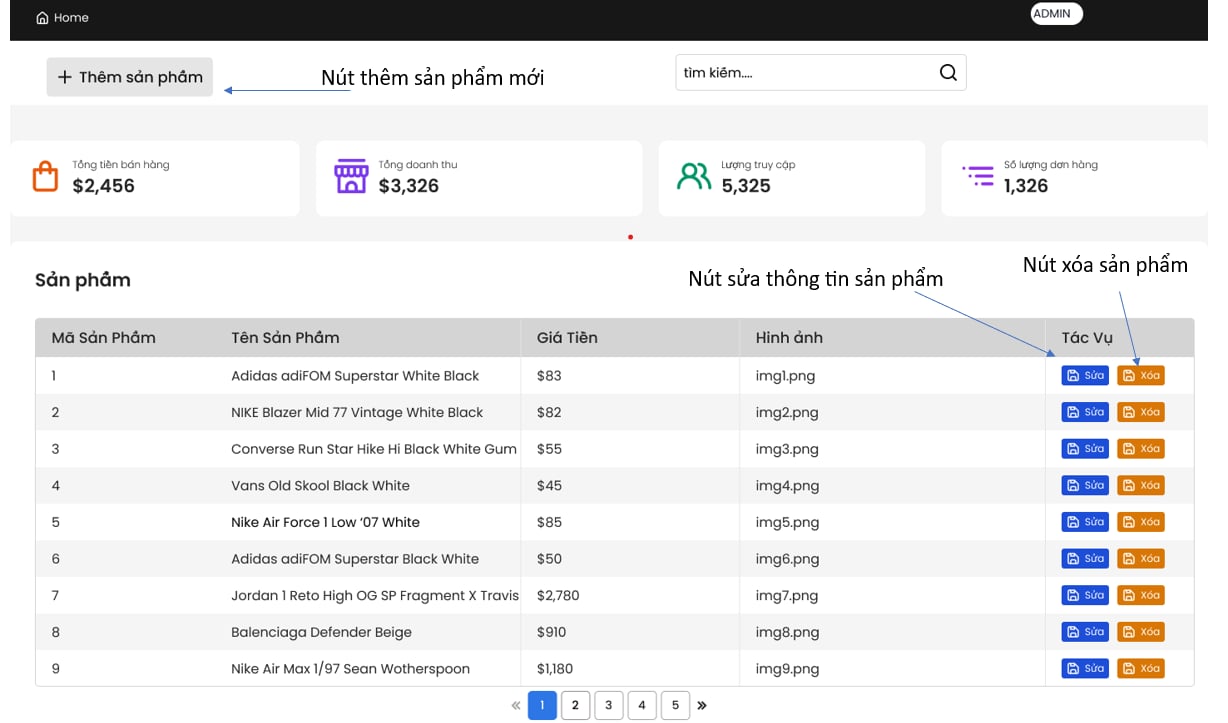 Home
ADMIN
+ Thêm sản phẩm
Nút thêm sản phẩm mới
tìm kiếm....
Tổng tiền bán hàng
$2,456
Tổng doanh thu
$3,326
Lượng truy cập
5,325
Số lượng đơn hàng
1,326
Sản phẩm
Nút sửa thông tin sản phẩm
Nút xóa sản phẩm
Mã Sản Phẩm Tên Sản Phẩm Giá Tiền Hình ảnh Tác Vụ
1 Adidas adiFOM Superstar White Black $83 img1.png Sửa Xóa
2 NIKE Blazer Mid 77 Vintage White Black $82 img2.png Sửa Xóa
3 Converse Run Star Hike Hi Black White Gum $55 img3.png Sửa Xóa
4 Vans Old Skool Black White $45 img4.png Sửa Xóa
5 Nike Air Force 1 Low ‘07 White $85 img5.png Sửa Xóa
6 Adidas adiFOM Superstar Black White $50 img6.png Sửa Xóa
7 Jordan 1 Reto High OG SP Fragment X Travis $2,780 img7.png Sửa Xóa
8 Balenciaga Defender Beige $910 img8.png Sửa Xóa
9 Nike Air Max 1/97 Sean Wotherspoon $1,180 img9.png Sửa Xóa
« 1 2 3 4 5 »